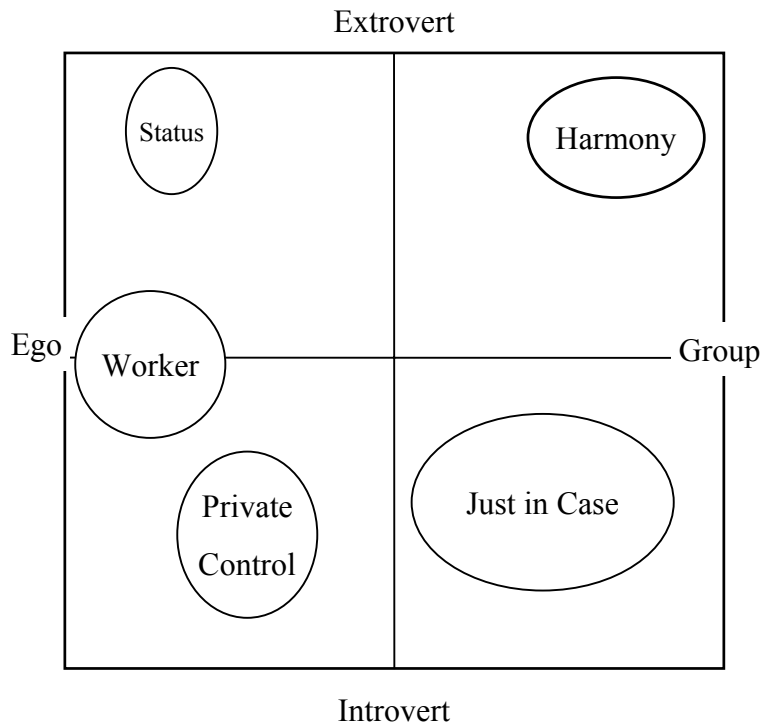 Extrovert
Status
Harmony
Ego
Worker
Group
Private
Control
Just in Case
Introvert